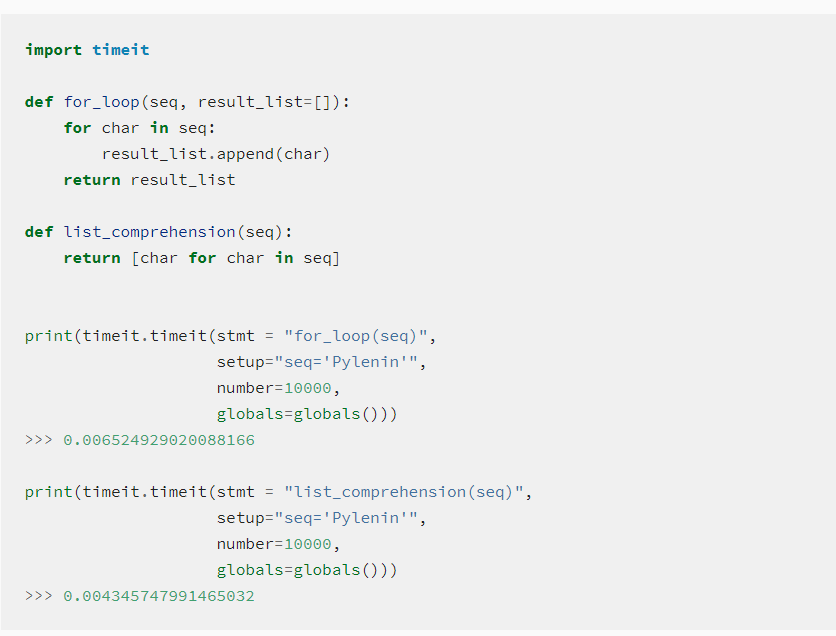 import timeit
def for_loop(seq, result_list=[]):
    for char in seq:
        result_list.append(char)
    return result_list
def list_comprehension(seq):
    return [char for char in seq]
print(timeit.timeit(stmt = "for_loop(seq)",
                    setup="seq='Pylenin'",
                    number=10000,
                    globals=globals()))
>>> 0.006524929020088166
print(timeit.timeit(stmt = "list_comprehension(seq)",
                    setup="seq='Pylenin'",
                    number=10000,
                    globals=globals()))
>>> 0.004345747991465032